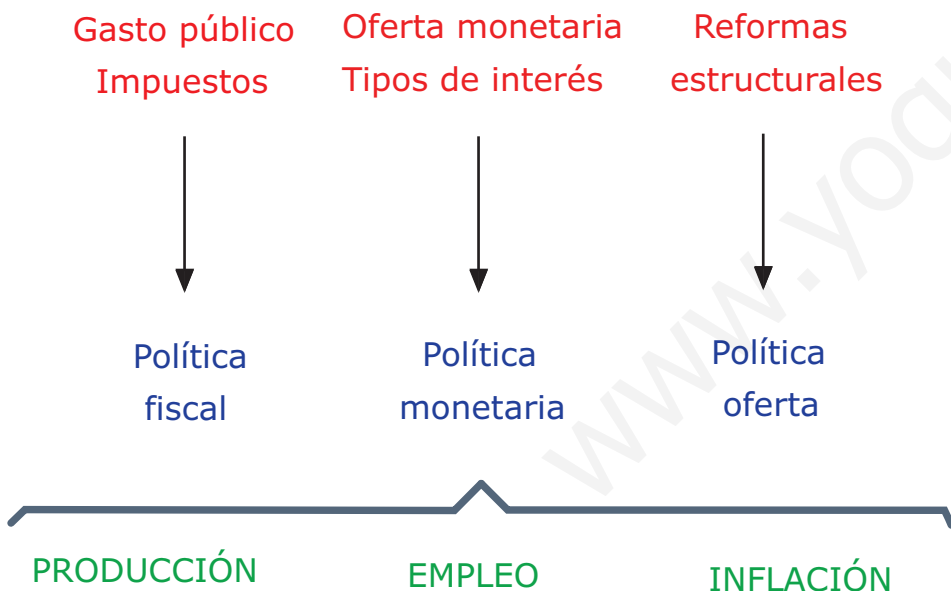 Gasto público
Impuestos
Oferta monetaria
Tipos de interés
Reformas
estructurales
Política
fiscal
Política
monetaria
Política
oferta
PRODUCCIÓN
EMPLEO
INFLACIÓN